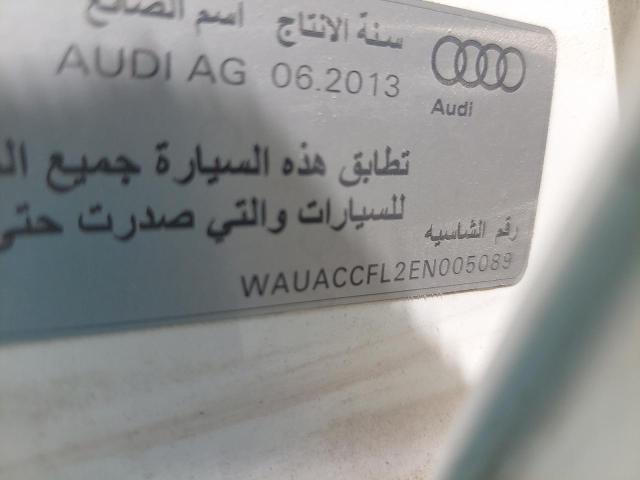 اسم الصانع
سنة الانتاج
AUDI AG 06.2013
Audi
تطابق هذه السيارة جميع
للسيارات والتي صدرت حتى
رقم الشاسيه
WAUACCFL2EN005089